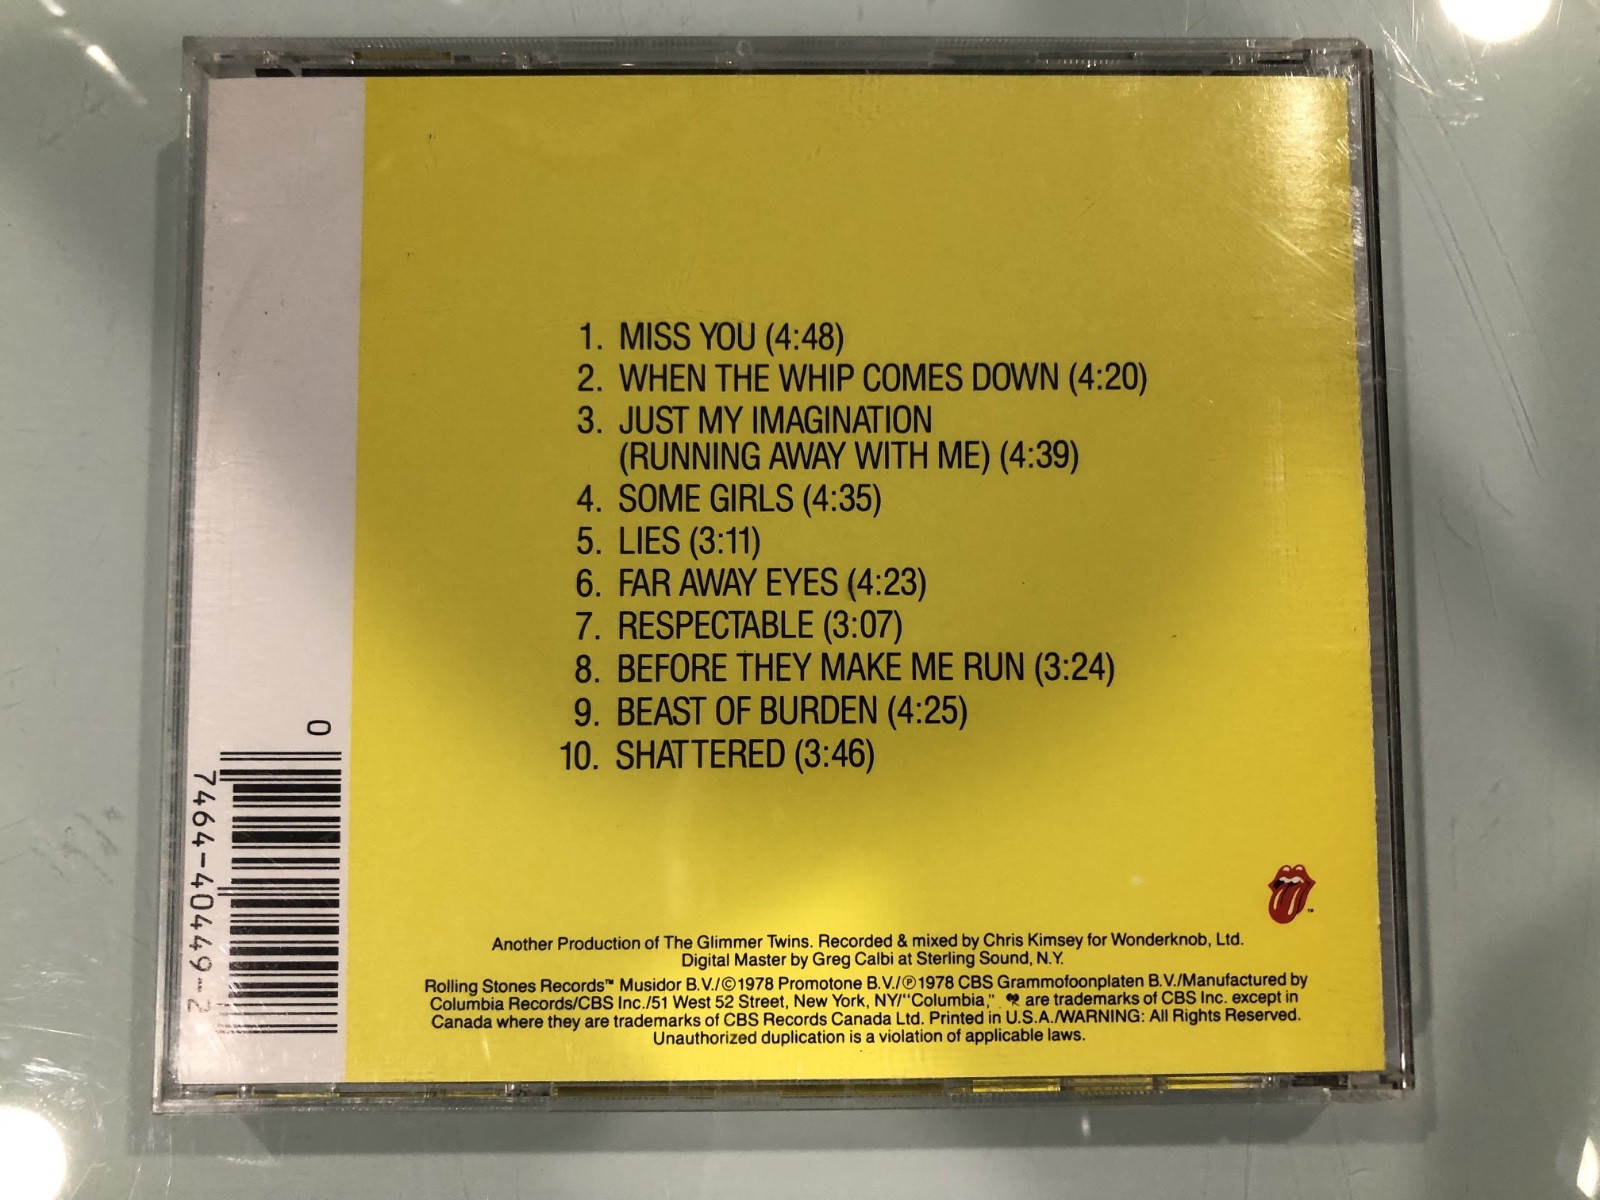 1. MISS YOU (4:48)
2. WHEN THE WHIP COMES DOWN (4:20)
3. JUST MY IMAGINATION
(RUNNING AWAY WITH ME) (4:39)
4. SOME GIRLS (4:35)
5. LIES (3:11)
6. FAR AWAY EYES (4:23)
7. RESPECTABLE (3:07)
8. BEFORE THEY MAKE ME RUN (3:24)
9. BEAST OF BURDEN (4:25)
10. SHATTERED (3:46)
0
7464-40449-2
Another Production of The Glimmer Twins. Recorded & mixed by Chris Kimsey for Wonderknob, Ltd.
Digital Master by Greg Calbi at Sterling Sound, N.Y.
Rolling Stones Records™ Musidor B.V./©1978 Promotone B.V./℗1978 CBS Grammofoonplaten B.V./Manufactured by
Columbia Records/CBS Inc./51 West 52 Street, New York, NY/"Columbia," are trademarks of CBS Inc. except in
Canada where they are trademarks of CBS Records Canada Ltd. Printed in U.S.A./WARNING: All Rights Reserved.
Unauthorized duplication is a violation of applicable laws.
™